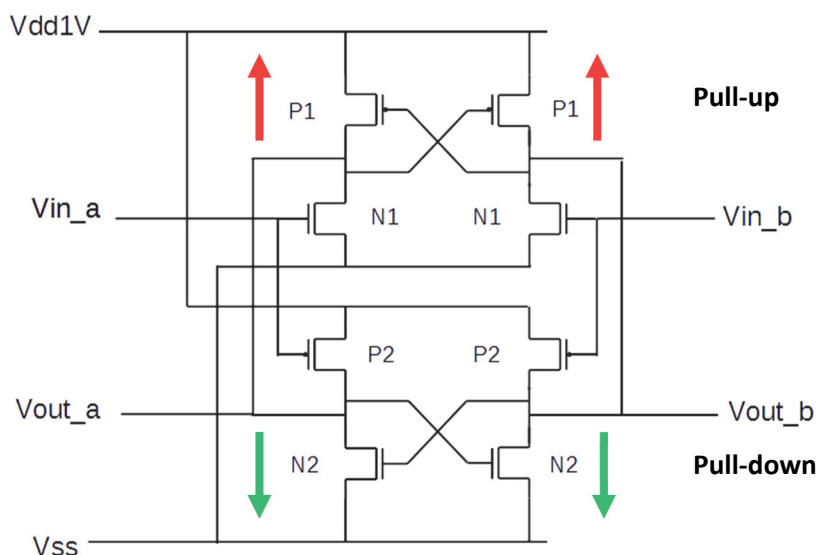 Vdd1V
P1
P1
Pull-up
Vin_a
N1
N1
Vin_b
P2
P2
Vout_a
Vout_b
N2
N2
Pull-down
Vss